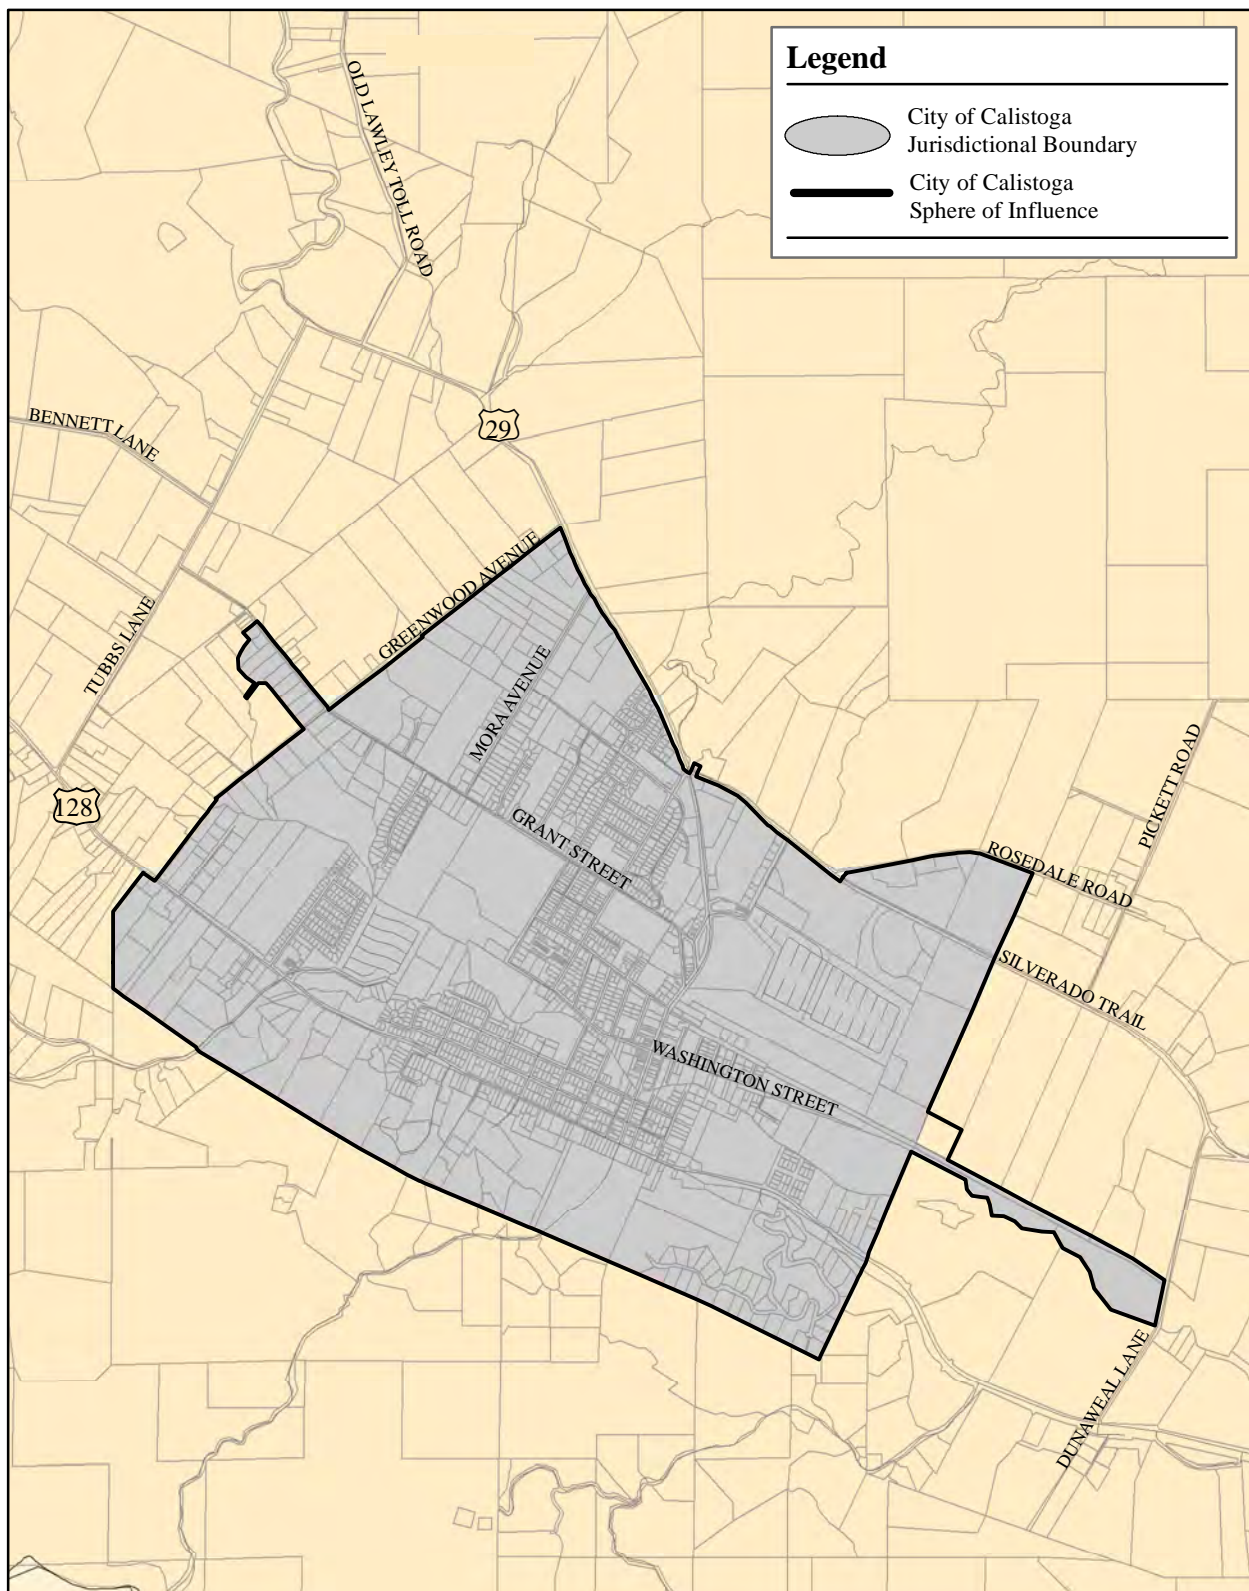 Legend
City of Calistoga
Jurisdictional Boundary
City of Calistoga
Sphere of Influence
OLD LAWLEY TOLL ROAD
29
BENNETT LANE
GREENWOOD AVENUE
TUBBS LANE
MORA AVENUE
PICKETT ROAD
128
GRANT STREET
ROSEDALE ROAD
SILVERADO TRAIL
WASHINGTON STREET
DUNAWEAL LANE